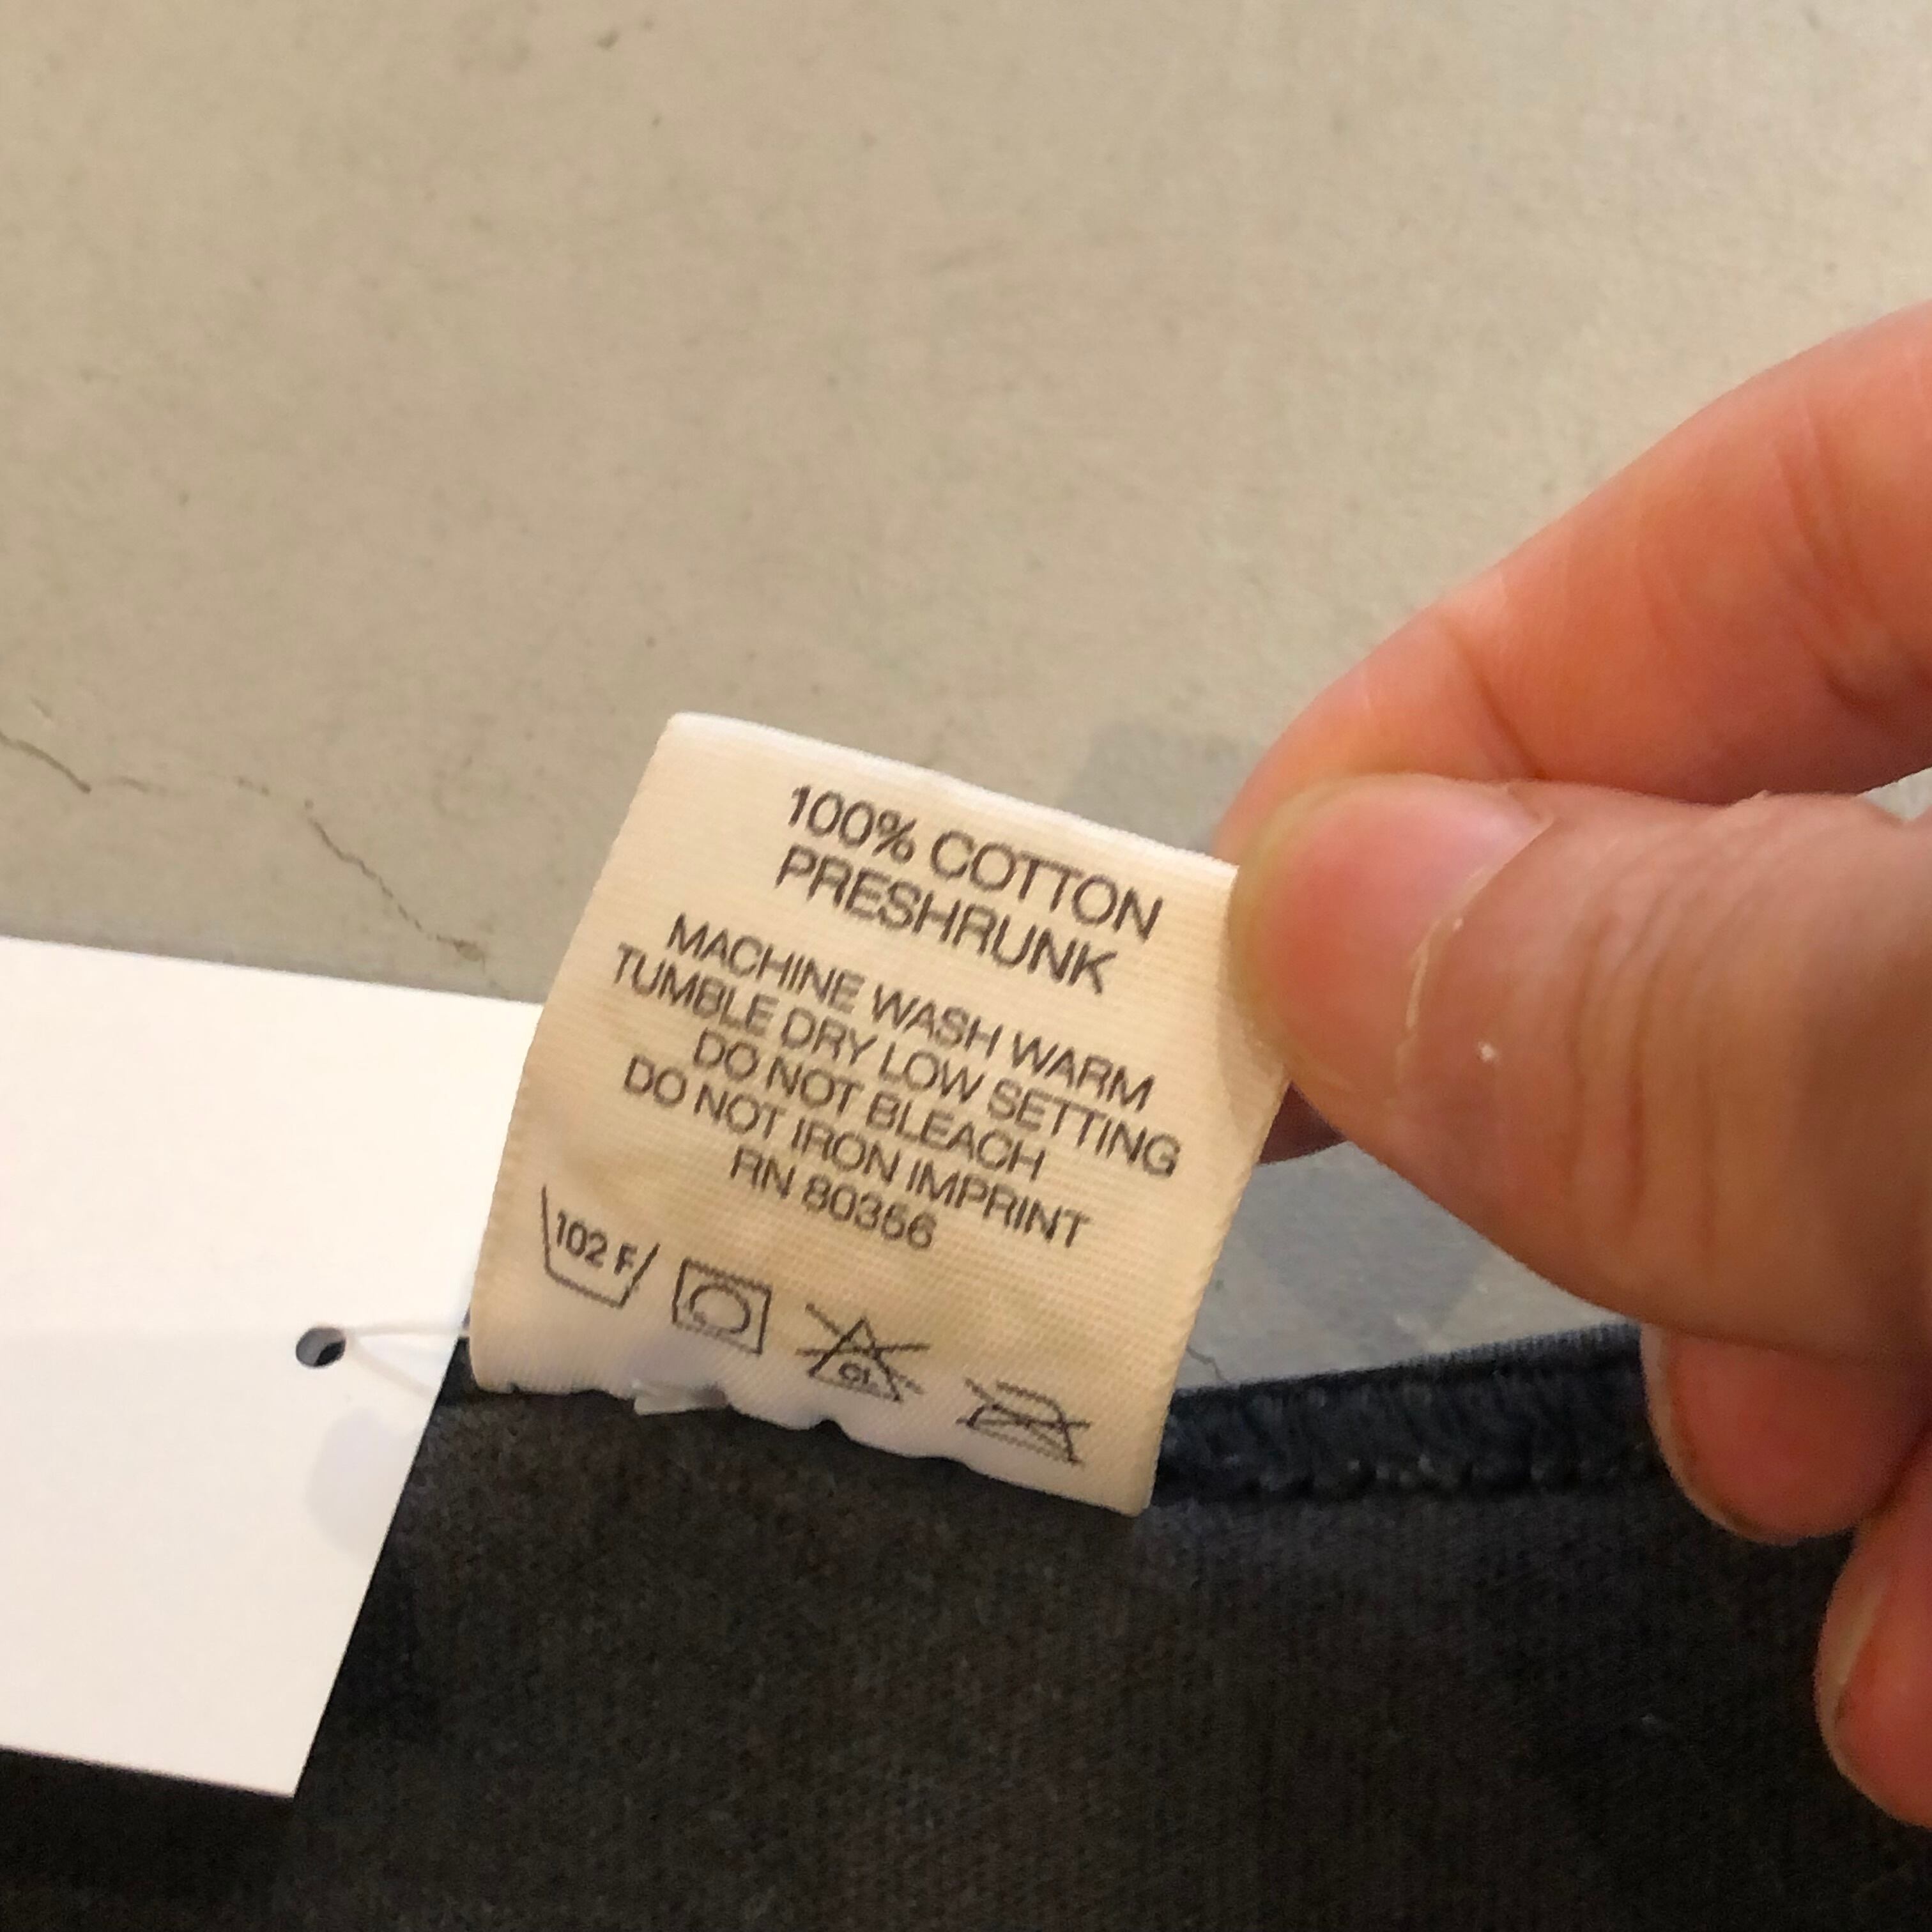 100% COTTON
PRESHRUNK
MACHINE WASH WARM
TUMBLE DRY LOW SETTING
DO NOT BLEACH
DO NOT IRON IMPRINT
RN 80356
102 F
CL